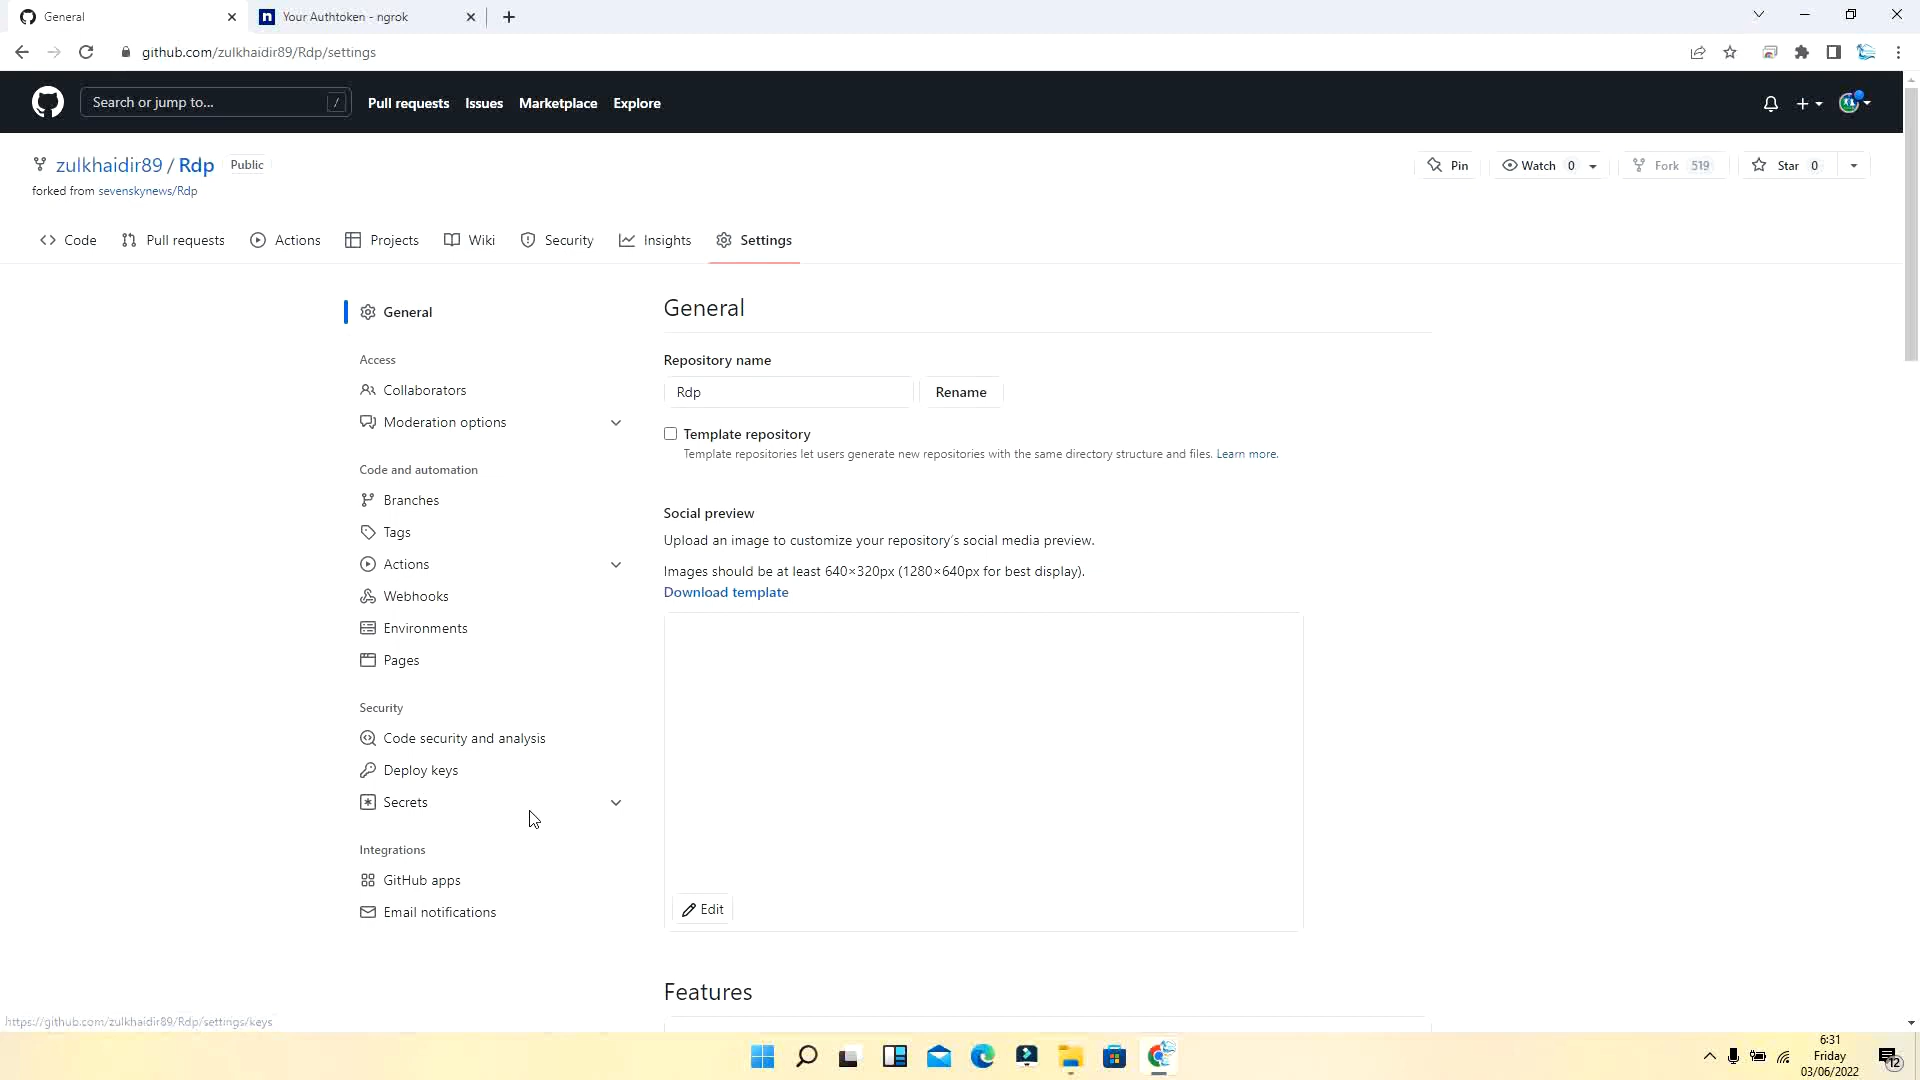 General
Your Authtoken - ngrok
github.com/zulkhaidir89/Rdp/settings
Search or jump to...
/
Pull requests
Issues
Marketplace
Explore
zulkhaidir89 / Rdp
Public
Pin
Watch 0
Fork 519
Star 0
forked from sevenskynews/Rdp
Code
Pull requests
Actions
Projects
Wiki
Security
Insights
Settings
General
Access
Collaborators
Moderation options
Code and automation
Branches
Tags
Actions
Webhooks
Environments
Pages
Security
Code security and analysis
Deploy keys
Secrets
Integrations
GitHub apps
Email notifications
General
Repository name
Rdp
Rename
Template repository
Template repositories let users generate new repositories with the same directory structure and files. Learn more.
Social preview
Upload an image to customize your repository's social media preview.
Images should be at least 640×320px (1280×640px for best display).
Download template
Edit
Features
https://github.com/zulkhaidir89/Rdp/settings/keys
6:31
Friday
03/06/2022
12